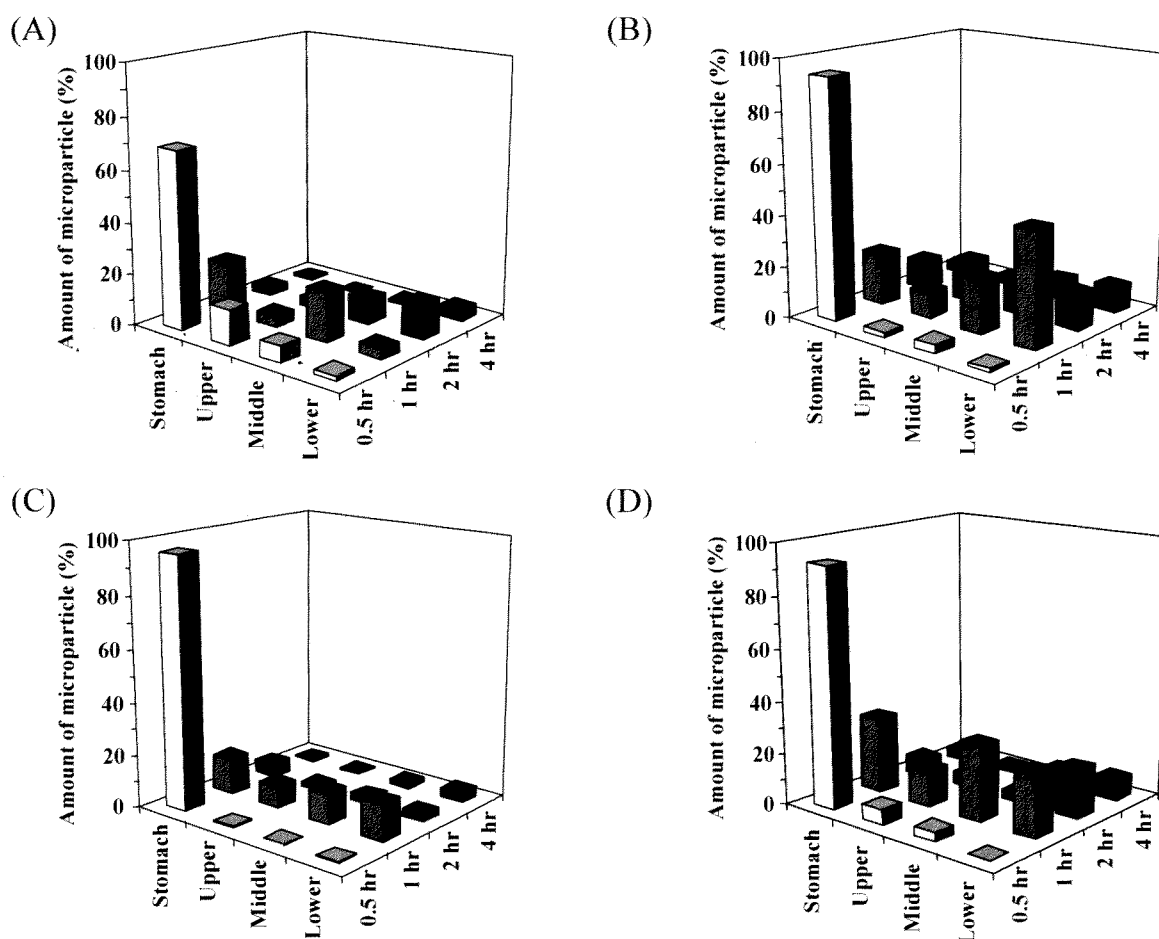 (A)
Amount of microparticle (%)
100
80
60
40
20
0
Stomach
Upper
Middle
Lower
0.5 hr
1 hr
2 hr
4 hr
(B)
Amount of microparticle (%)
100
80
60
40
20
0
Stomach
Upper
Middle
Lower
0.5 hr
1 hr
2 hr
4 hr
(C)
Amount of microparticle (%)
100
80
60
40
20
0
Stomach
Upper
Middle
Lower
0.5 hr
1 hr
2 hr
4 hr
(D)
Amount of microparticle (%)
100
80
60
40
20
0
Stomach
Upper
Middle
Lower
0.5 hr
1 hr
2 hr
4 hr